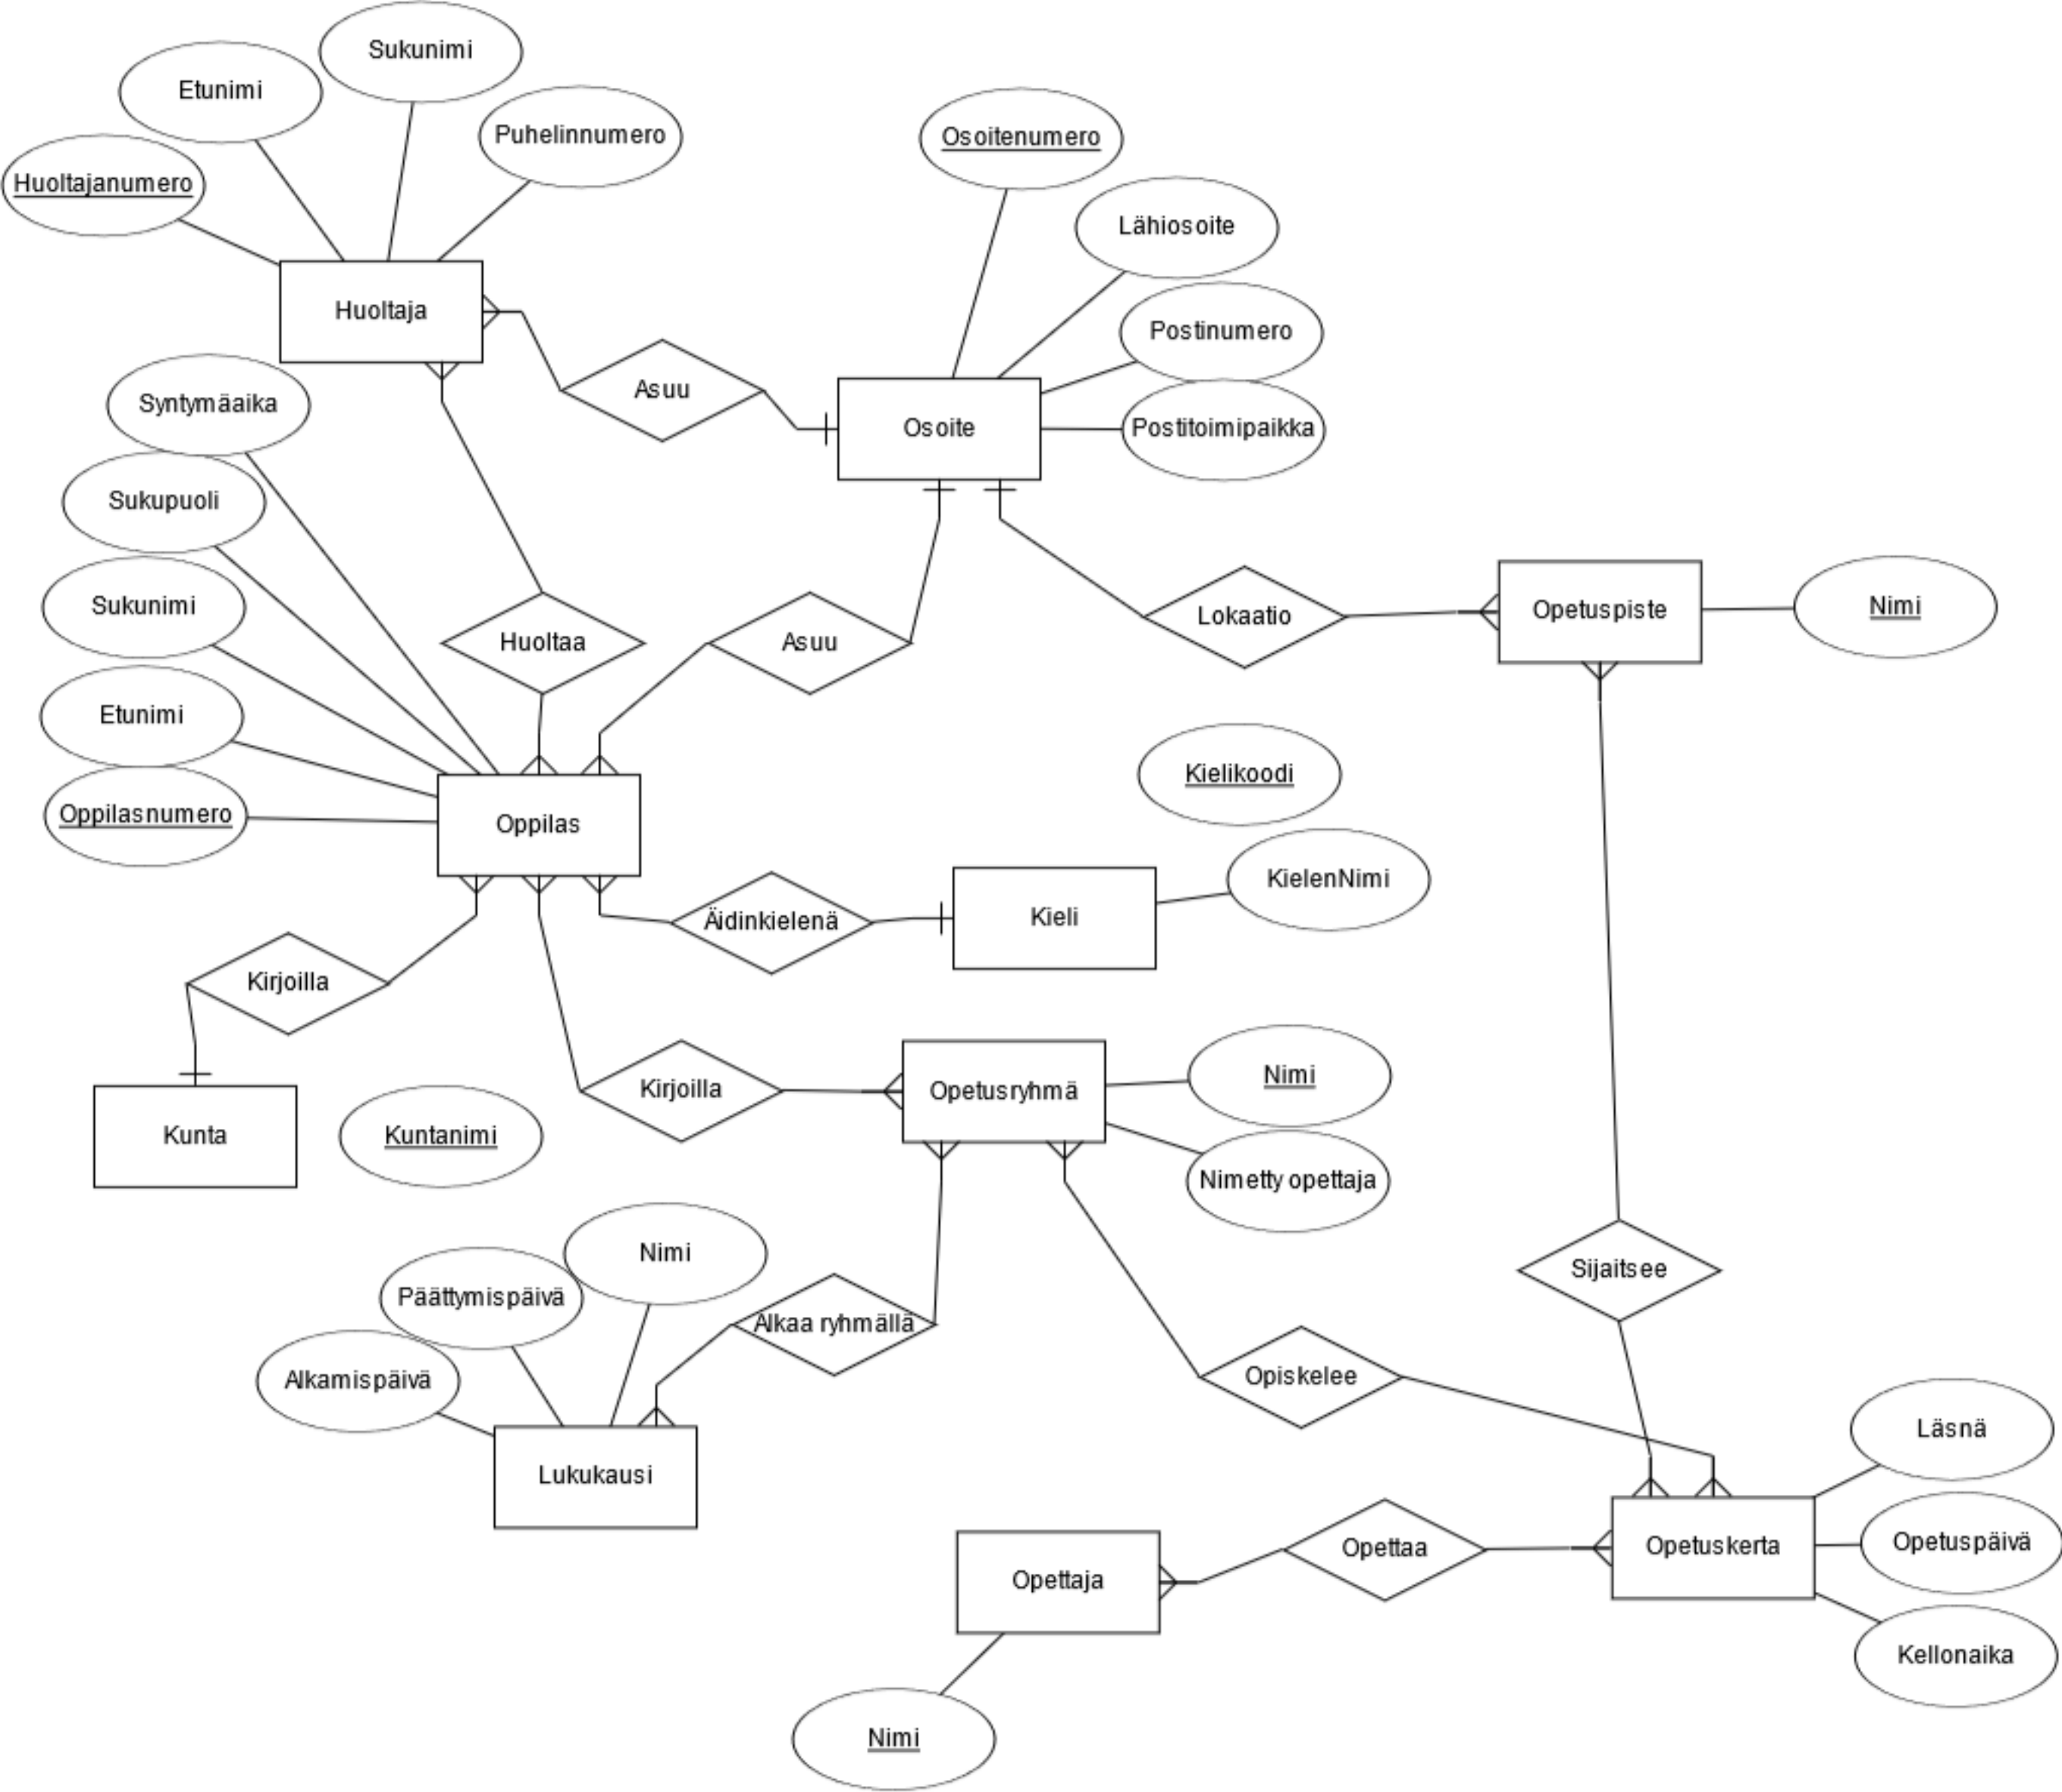 Sukunimi
Etunimi
Puhelinnumero
Osoitenumero
Huoltajanumero
Lähiosoite
Huoltaja
Postinumero
Asuu
Syntymäaika
Osoite
Postitoimipaikka
Sukupuoli
Sukunimi
Lokaatio
Opetuspiste
Nimi
Huoltaa
Asuu
Etunimi
Kielikoodi
Oppilasnumero
Oppilas
KielenNimi
Äidinkielenä
Kieli
Kirjoilla
Kirjoilla
Opetusryhmä
Nimi
Kunta
Kuntanimi
Nimetty opettaja
Nimi
Sijaitsee
Päättymispäivä
Alkaa ryhmällä
Alkamispäivä
Opiskelee
Läsnä
Lukukausi
Opettaa
Opetuskerta
Opetuspäivä
Opettaja
Kellonaika
Nimi